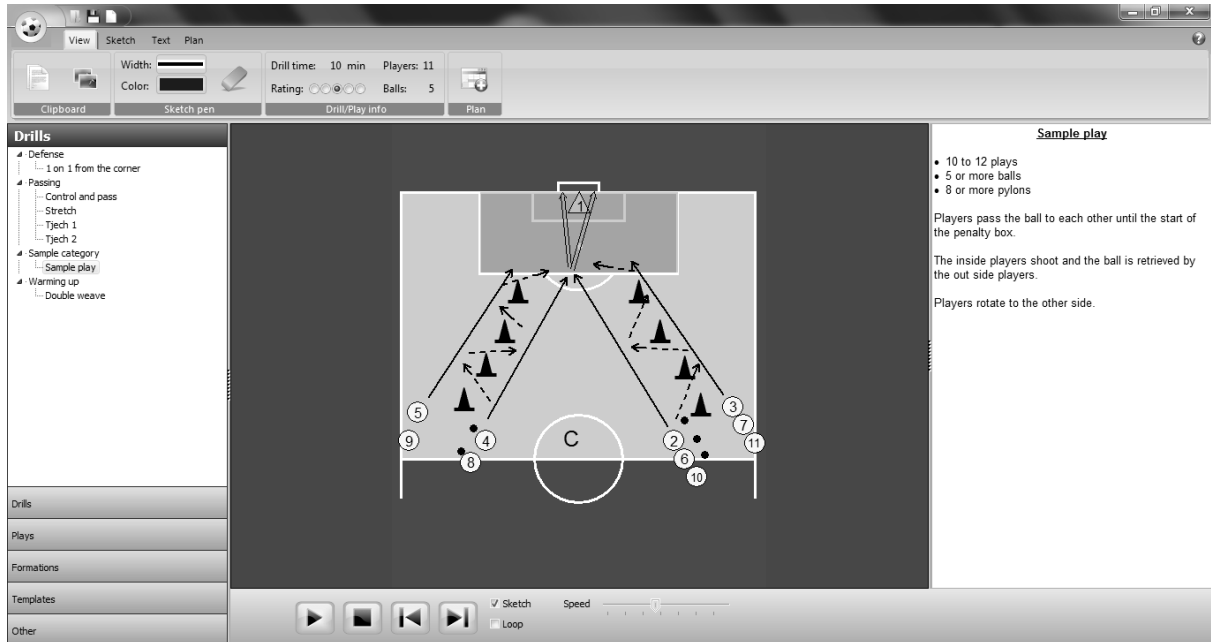 View Sketch Text Plan
Width:
Color:
Drill time: 10 min Players: 11
Rating: Balls: 5
Clipboard Sketch pen Drill/Play info Plan
Drills
Defense
1 on 1 from the corner
Passing
Control and pass
Stretch
Tjech 1
Tjech 2
Sample category
Sample play
Warming up
Double weave
Drills
Plays
Formations
Templates
Other
1
5
3
7
9
4
C
2
11
8
6
10
Sketch Speed
Loop
Sample play
• 10 to 12 plays
• 5 or more balls
• 8 or more pylons
Players pass the ball to each other until the start of
the penalty box.
The inside players shoot and the ball is retrieved by
the out side players.
Players rotate to the other side.